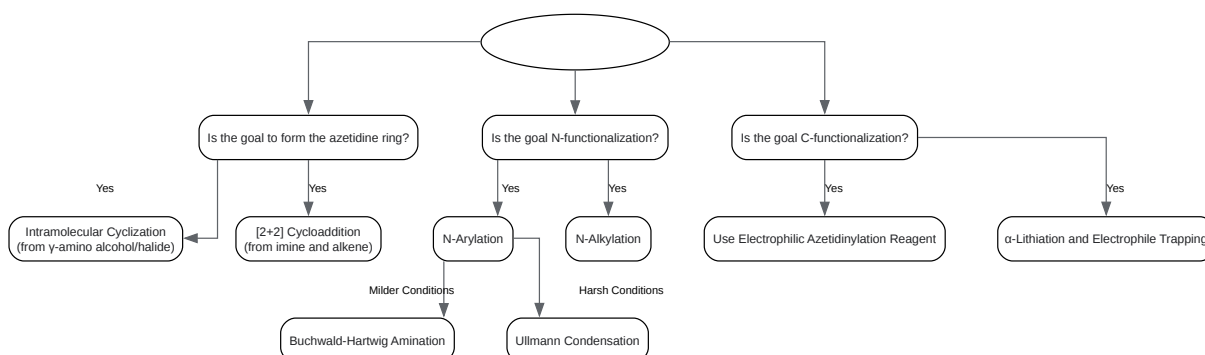 Is the goal to form the azetidine ring?
Is the goal N-functionalization?
Is the goal C-functionalization?
Yes
Yes
Yes
Yes
Yes
Yes
Intramolecular Cyclization
(from γ-amino alcohol/halide)
[2+2] Cycloaddition
(from imine and alkene)
N-Arylation
N-Alkylation
Use Electrophilic Azetidinylation Reagent
α-Lithiation and Electrophile Trapping
Milder Conditions
Harsh Conditions
Buchwald-Hartwig Amination
Ullmann Condensation